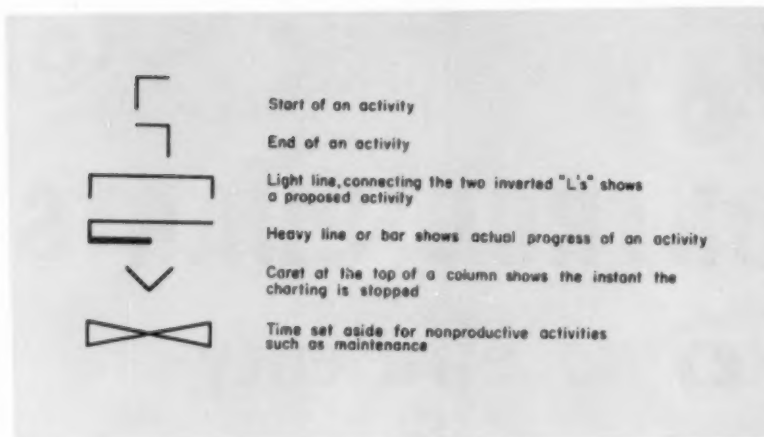 Start of an activity
End of an activity
Light line, connecting the two inverted "L's" shows
a proposed activity
Heavy line or bar shows actual progress of an activity
Caret at the top of a column shows the instant the
charting is stopped
Time set aside for nonproductive activities
such as maintenance